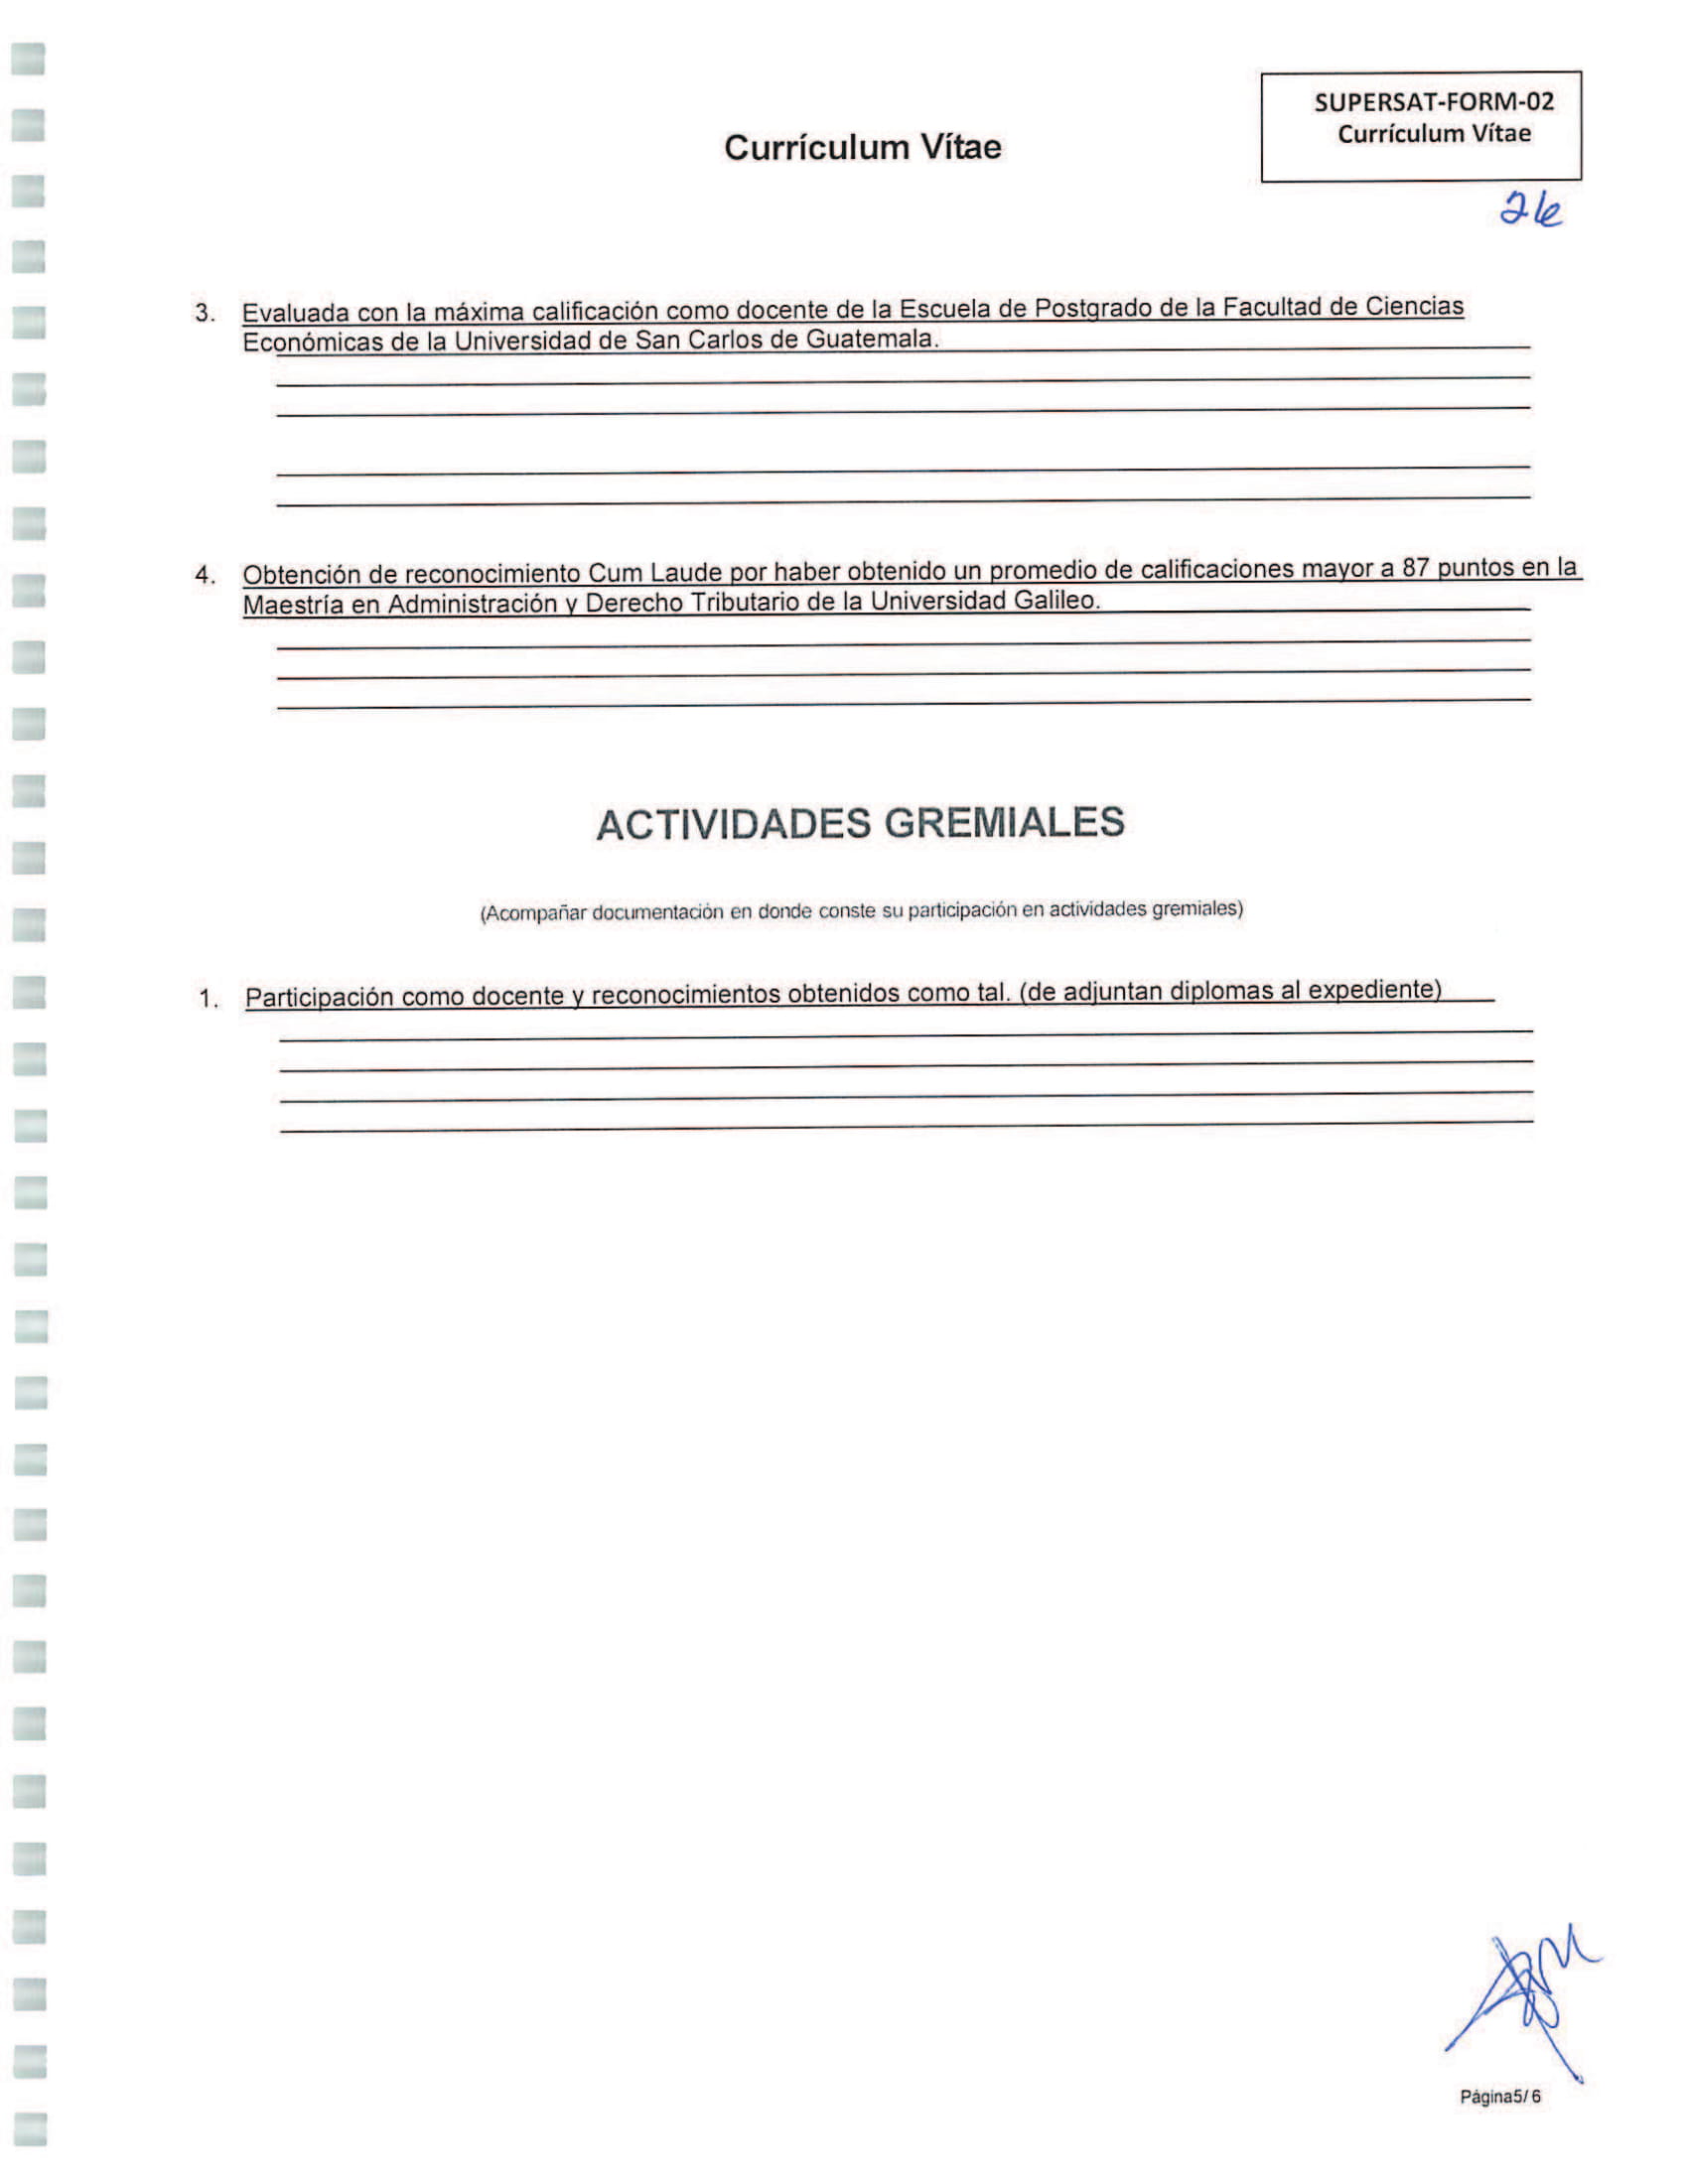 SUPERSAT-FORM-02
Currículum Vítae
Currículum Vítae
26
3. Evaluada con la máxima calificación como docente de la Escuela de Postgrado de la Facultad de Ciencias
Económicas de la Universidad de San Carlos de Guatemala.
4. Obtención de reconocimiento Cum Laude por haber obtenido un promedio de calificaciones mayor a 87 puntos en la
Maestría en Administración y Derecho Tributario de la Universidad Galileo.
ACTIVIDADES GREMIALES
(Acompañar documentación en donde conste su participación en actividades gremiales)
1. Participación como docente y reconocimientos obtenidos como tal. (de adjuntan diplomas al expediente)
Página5/ 6